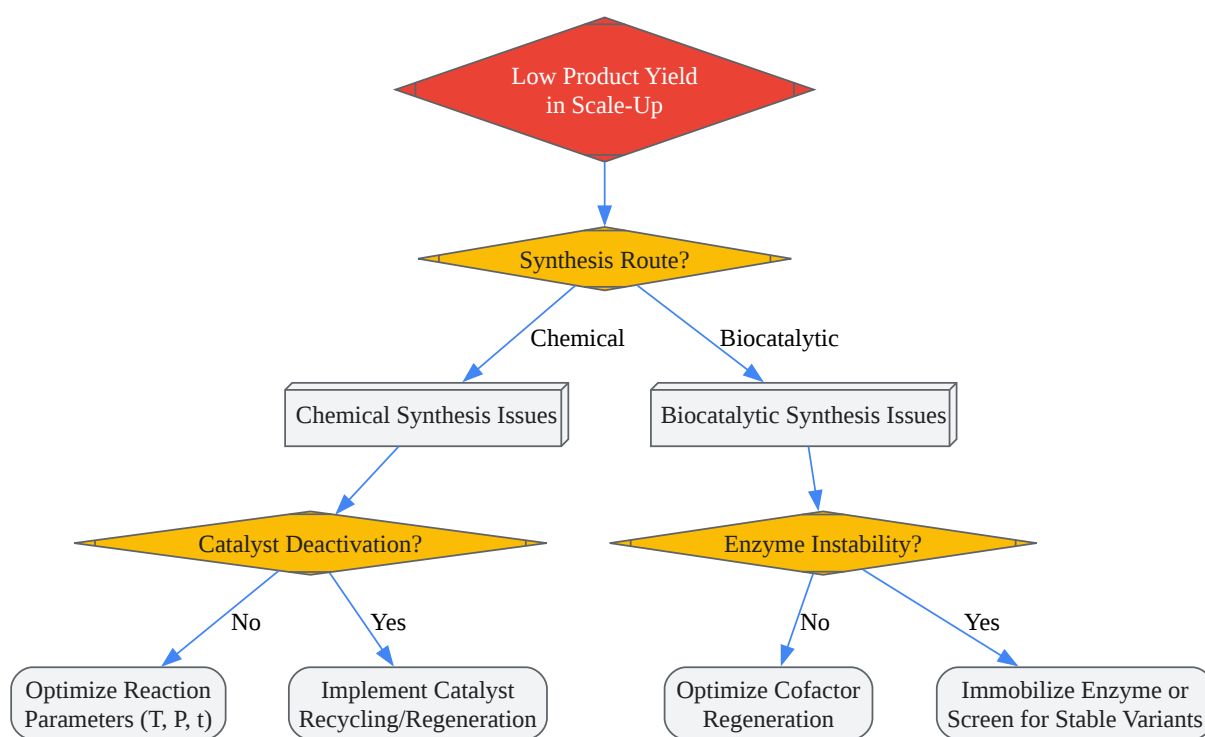 Low Product Yield
in Scale-Up
Synthesis Route?
Chemical
Biocatalytic
Chemical Synthesis Issues
Biocatalytic Synthesis Issues
Catalyst Deactivation?
Enzyme Instability?
No
Yes
No
Yes
Optimize Reaction
Parameters (T, P, t)
Implement Catalyst
Recycling/Regeneration
Optimize Cofactor
Regeneration
Immobilize Enzyme or
Screen for Stable Variants